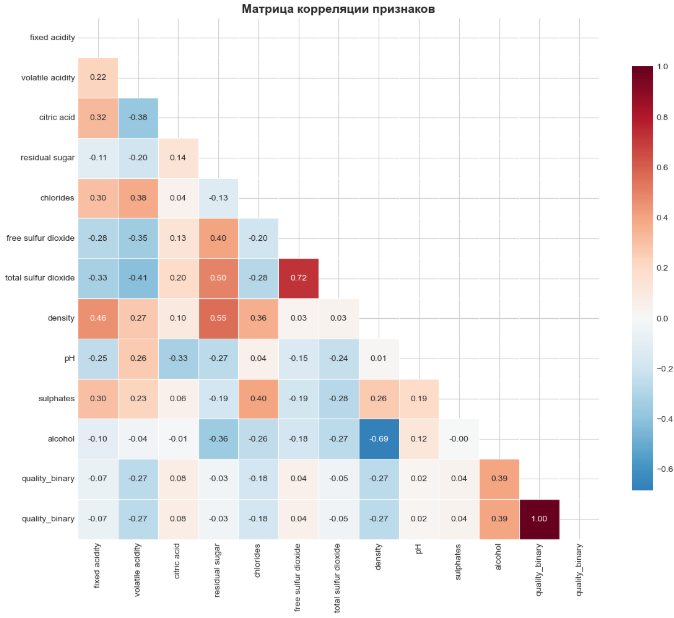 Матрица корреляции признаков
fixed acidity
volatile acidity 0.22
citric acid 0.32 -0.38
residual sugar -0.11 -0.20 0.14
chlorides 0.30 0.38 0.04 -0.13
free sulfur dioxide -0.28 -0.35 0.13 0.40 -0.20
total sulfur dioxide -0.33 -0.41 0.20 0.50 -0.28 0.72
density 0.46 0.27 0.10 0.55 0.36 0.03 0.03
pH -0.25 0.26 -0.33 -0.27 0.04 -0.15 -0.24 0.01
sulphates 0.30 0.23 0.06 -0.19 0.40 -0.19 -0.28 0.26 0.19
alcohol -0.10 -0.04 -0.01 -0.36 -0.26 -0.18 -0.27 -0.69 0.12 -0.00
quality_binary -0.07 -0.27 0.08 -0.03 -0.18 0.04 -0.05 -0.27 0.02 0.04 0.39
quality_binary -0.07 -0.27 0.08 -0.03 -0.18 0.04 -0.05 -0.27 0.02 0.04 0.39 1.00
fixed acidity
volatile acidity
citric acid
residual sugar
chlorides
free sulfur dioxide
total sulfur dioxide
density
pH
sulphates
alcohol
quality_binary
quality_binary
1.0
0.8
0.6
0.4
0.2
0.0
−0.2
−0.4
−0.6